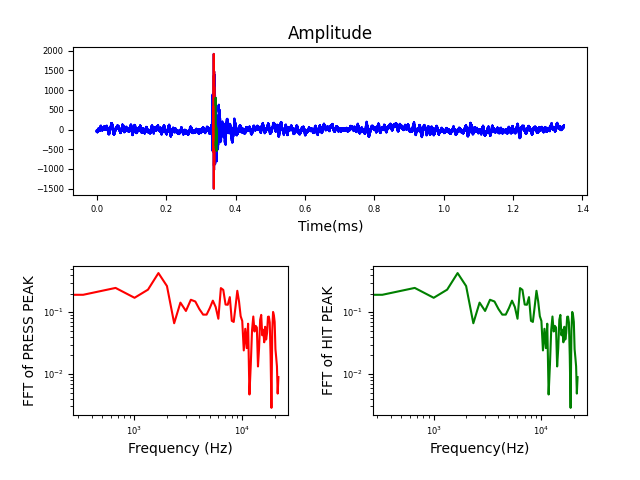 Amplitude
2000
1500
1000
500
0
−500
−1000
−1500
0.0 0.2 0.4 0.6 0.8 1.0 1.2 1.4
Time(ms)
FFT of PRESS PEAK
10⁻¹
10⁻²
10³ 10⁴
Frequency (Hz)
FFT of HIT PEAK
10⁻¹
10⁻²
10³ 10⁴
Frequency(Hz)